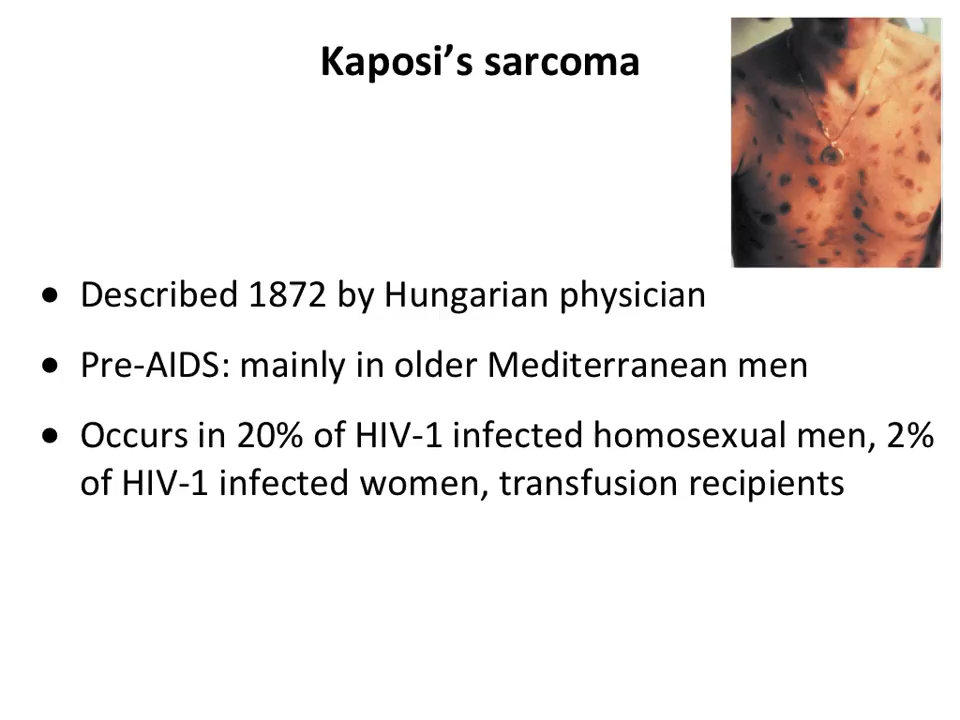 Kaposi’s sarcoma
• Described 1872 by Hungarian physician
• Pre-AIDS: mainly in older Mediterranean men
• Occurs in 20% of HIV-1 infected homosexual men, 2%
of HIV-1 infected women, transfusion recipients